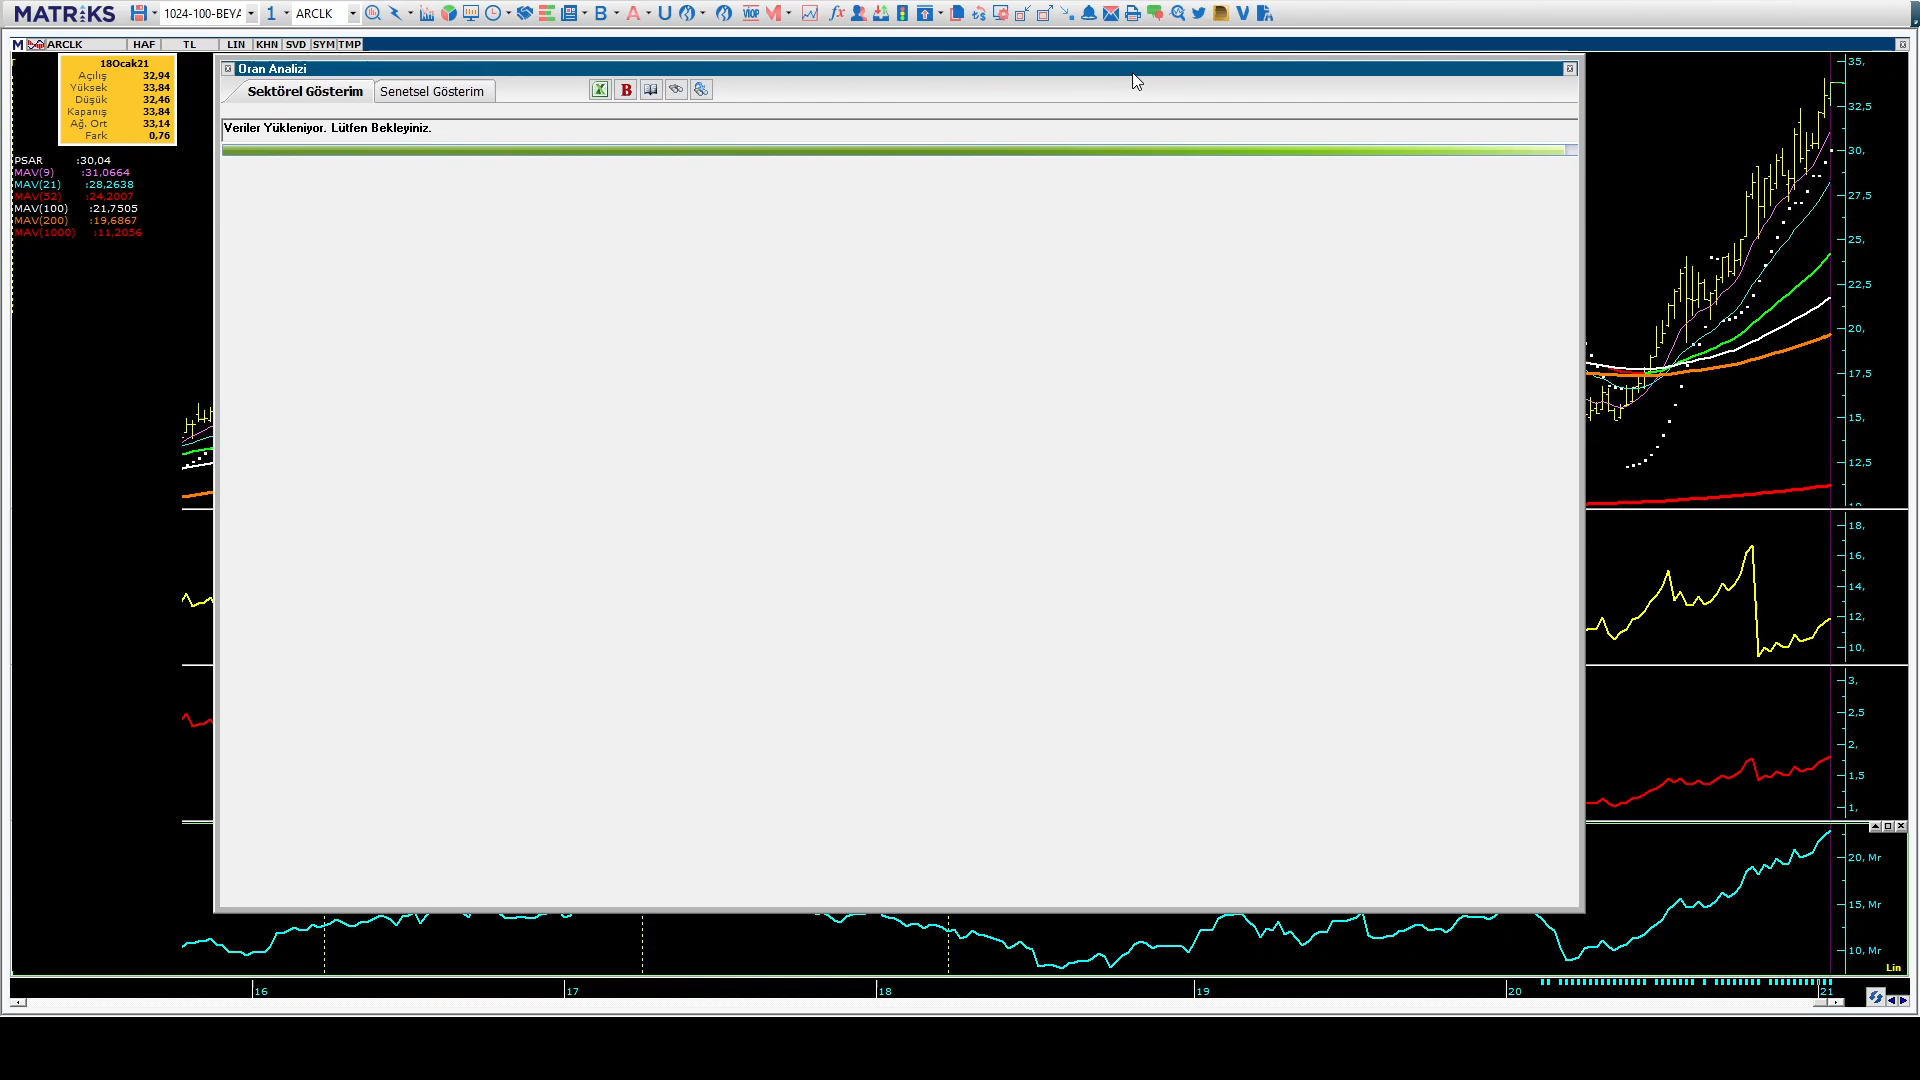 MATRIKS 1024-100-BEYA 1 ARCLK
M ARCLK HAF TL LIN KHN SVD SYM TMP
18Ocak21
Açılış 32,94
Yüksek 33,84
Düşük 32,46
Kapanış 33,84
Ağ. Ort 33,14
Fark 0,76
PSAR :30,04
MAV(9) :31,0664
MAV(21) :28,2638
MAV(52) :24,2007
MAV(100) :21,7505
MAV(200) :19,6867
MAV(1000) :11,2056
Oran Analizi
Sektörel Gösterim Senetsel Gösterim
Veriler Yükleniyor. Lütfen Bekleyiniz.
35,
32,5
30,
27,5
25,
22,5
20,
17,5
15,
12,5
18,
16,
14,
12,
10,
3,
2,5
2,
1,5
1,
20, Mr
15, Mr
10, Mr
Lin
16 17 18 19 20 21